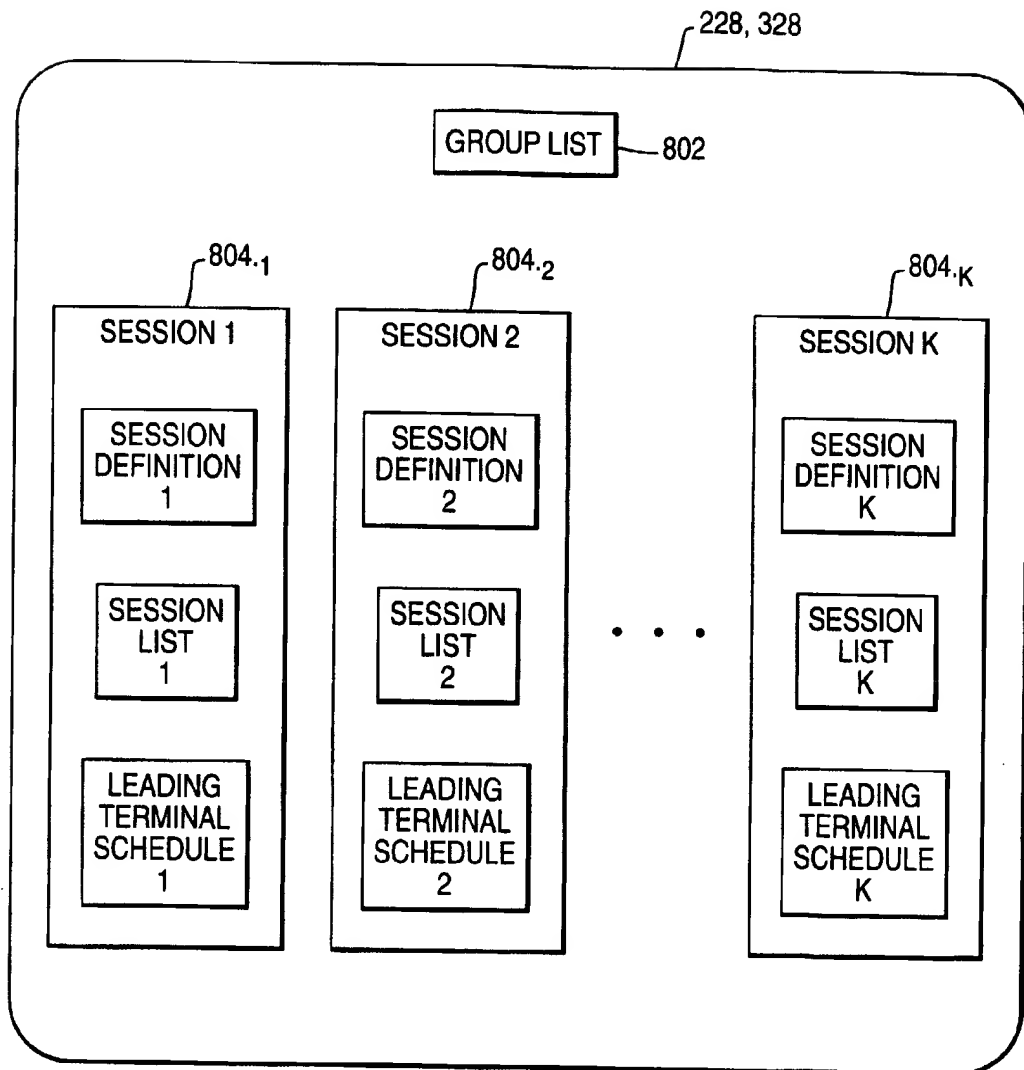 228, 328
GROUP LIST
802
804.1
804.2
804.K
SESSION 1
SESSION DEFINITION 1
SESSION LIST 1
LEADING TERMINAL SCHEDULE 1
SESSION 2
SESSION DEFINITION 2
SESSION LIST 2
LEADING TERMINAL SCHEDULE 2
• • •
SESSION K
SESSION DEFINITION K
SESSION LIST K
LEADING TERMINAL SCHEDULE K